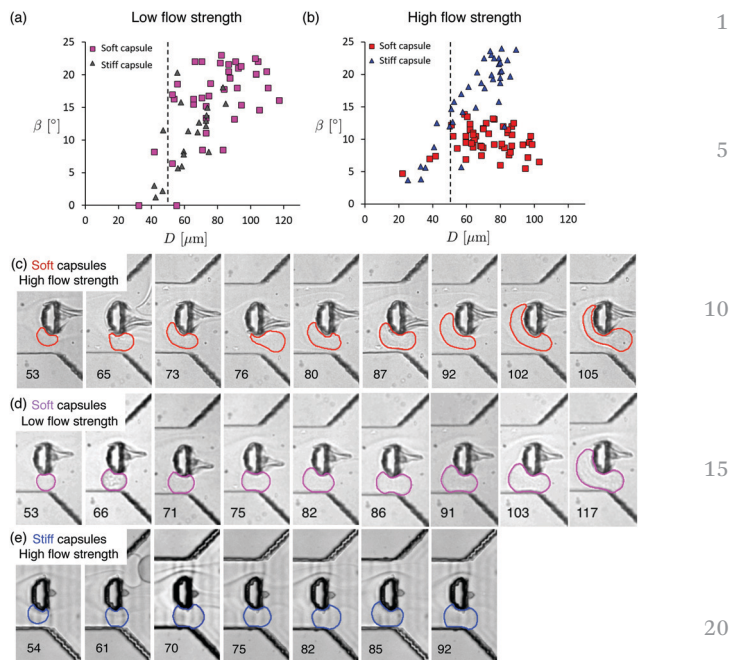 (a) Low flow strength
25
20
15
10
5
0
0 20 40 60 80 100 120
β [°]
D [μm]
Soft capsule
Stiff capsule
(b) High flow strength
25
20
15
10
5
0
0 20 40 60 80 100 120
β [°]
D [μm]
Soft capsule
Stiff capsule
(c) Soft capsules
High flow strength
53 65 73 76 80 87 92 102 105
(d) Soft capsules
Low flow strength
53 66 71 75 82 86 91 103 117
(e) Stiff capsules
High flow strength
54 61 70 75 82 85 92
1
5
10
15
20